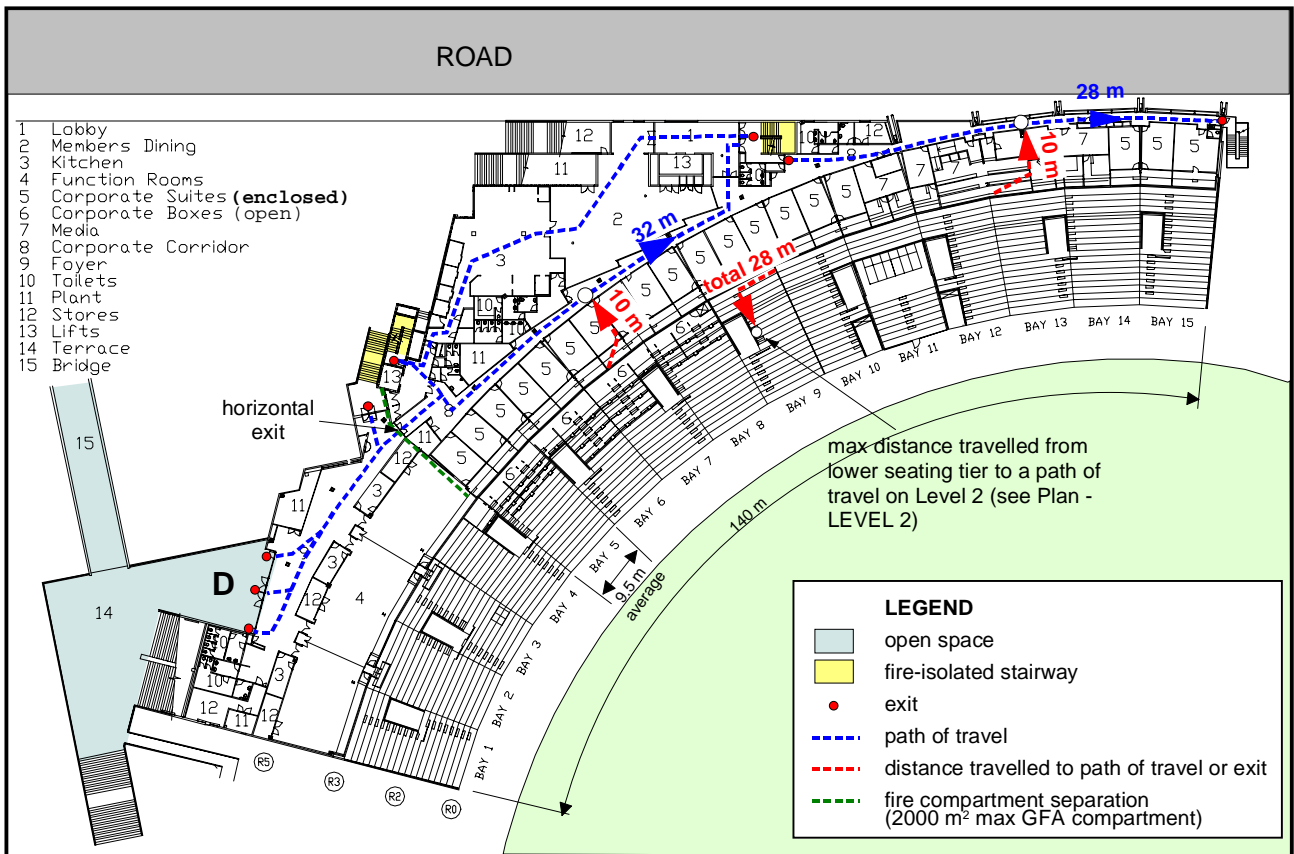 ROAD
1 Lobby
2 Members Dining
3 Kitchen
4 Function Rooms
5 Corporate Suites (enclosed)
6 Corporate Boxes (open)
7 Media
8 Corporate Corridor
9 Foyer
10 Toilets
11 Plant
12 Stores
13 Lifts
14 Terrace
15 Bridge
28 m
10 m
32 m
total 28 m
10 m
horizontal
exit
max distance travelled from
lower seating tier to a path of
travel on Level 2 (see Plan -
LEVEL 2)
140 m
9.5 m
average
D
14
15
BAY 1
BAY 2
BAY 3
BAY 4
BAY 5
BAY 6
BAY 7
BAY 8
BAY 9
BAY 10
BAY 11
BAY 12
BAY 13
BAY 14
BAY 15
R5
R3
R2
R0
LEGEND
open space
fire-isolated stairway
exit
path of travel
distance travelled to path of travel or exit
fire compartment separation
(2000 m² max GFA compartment)